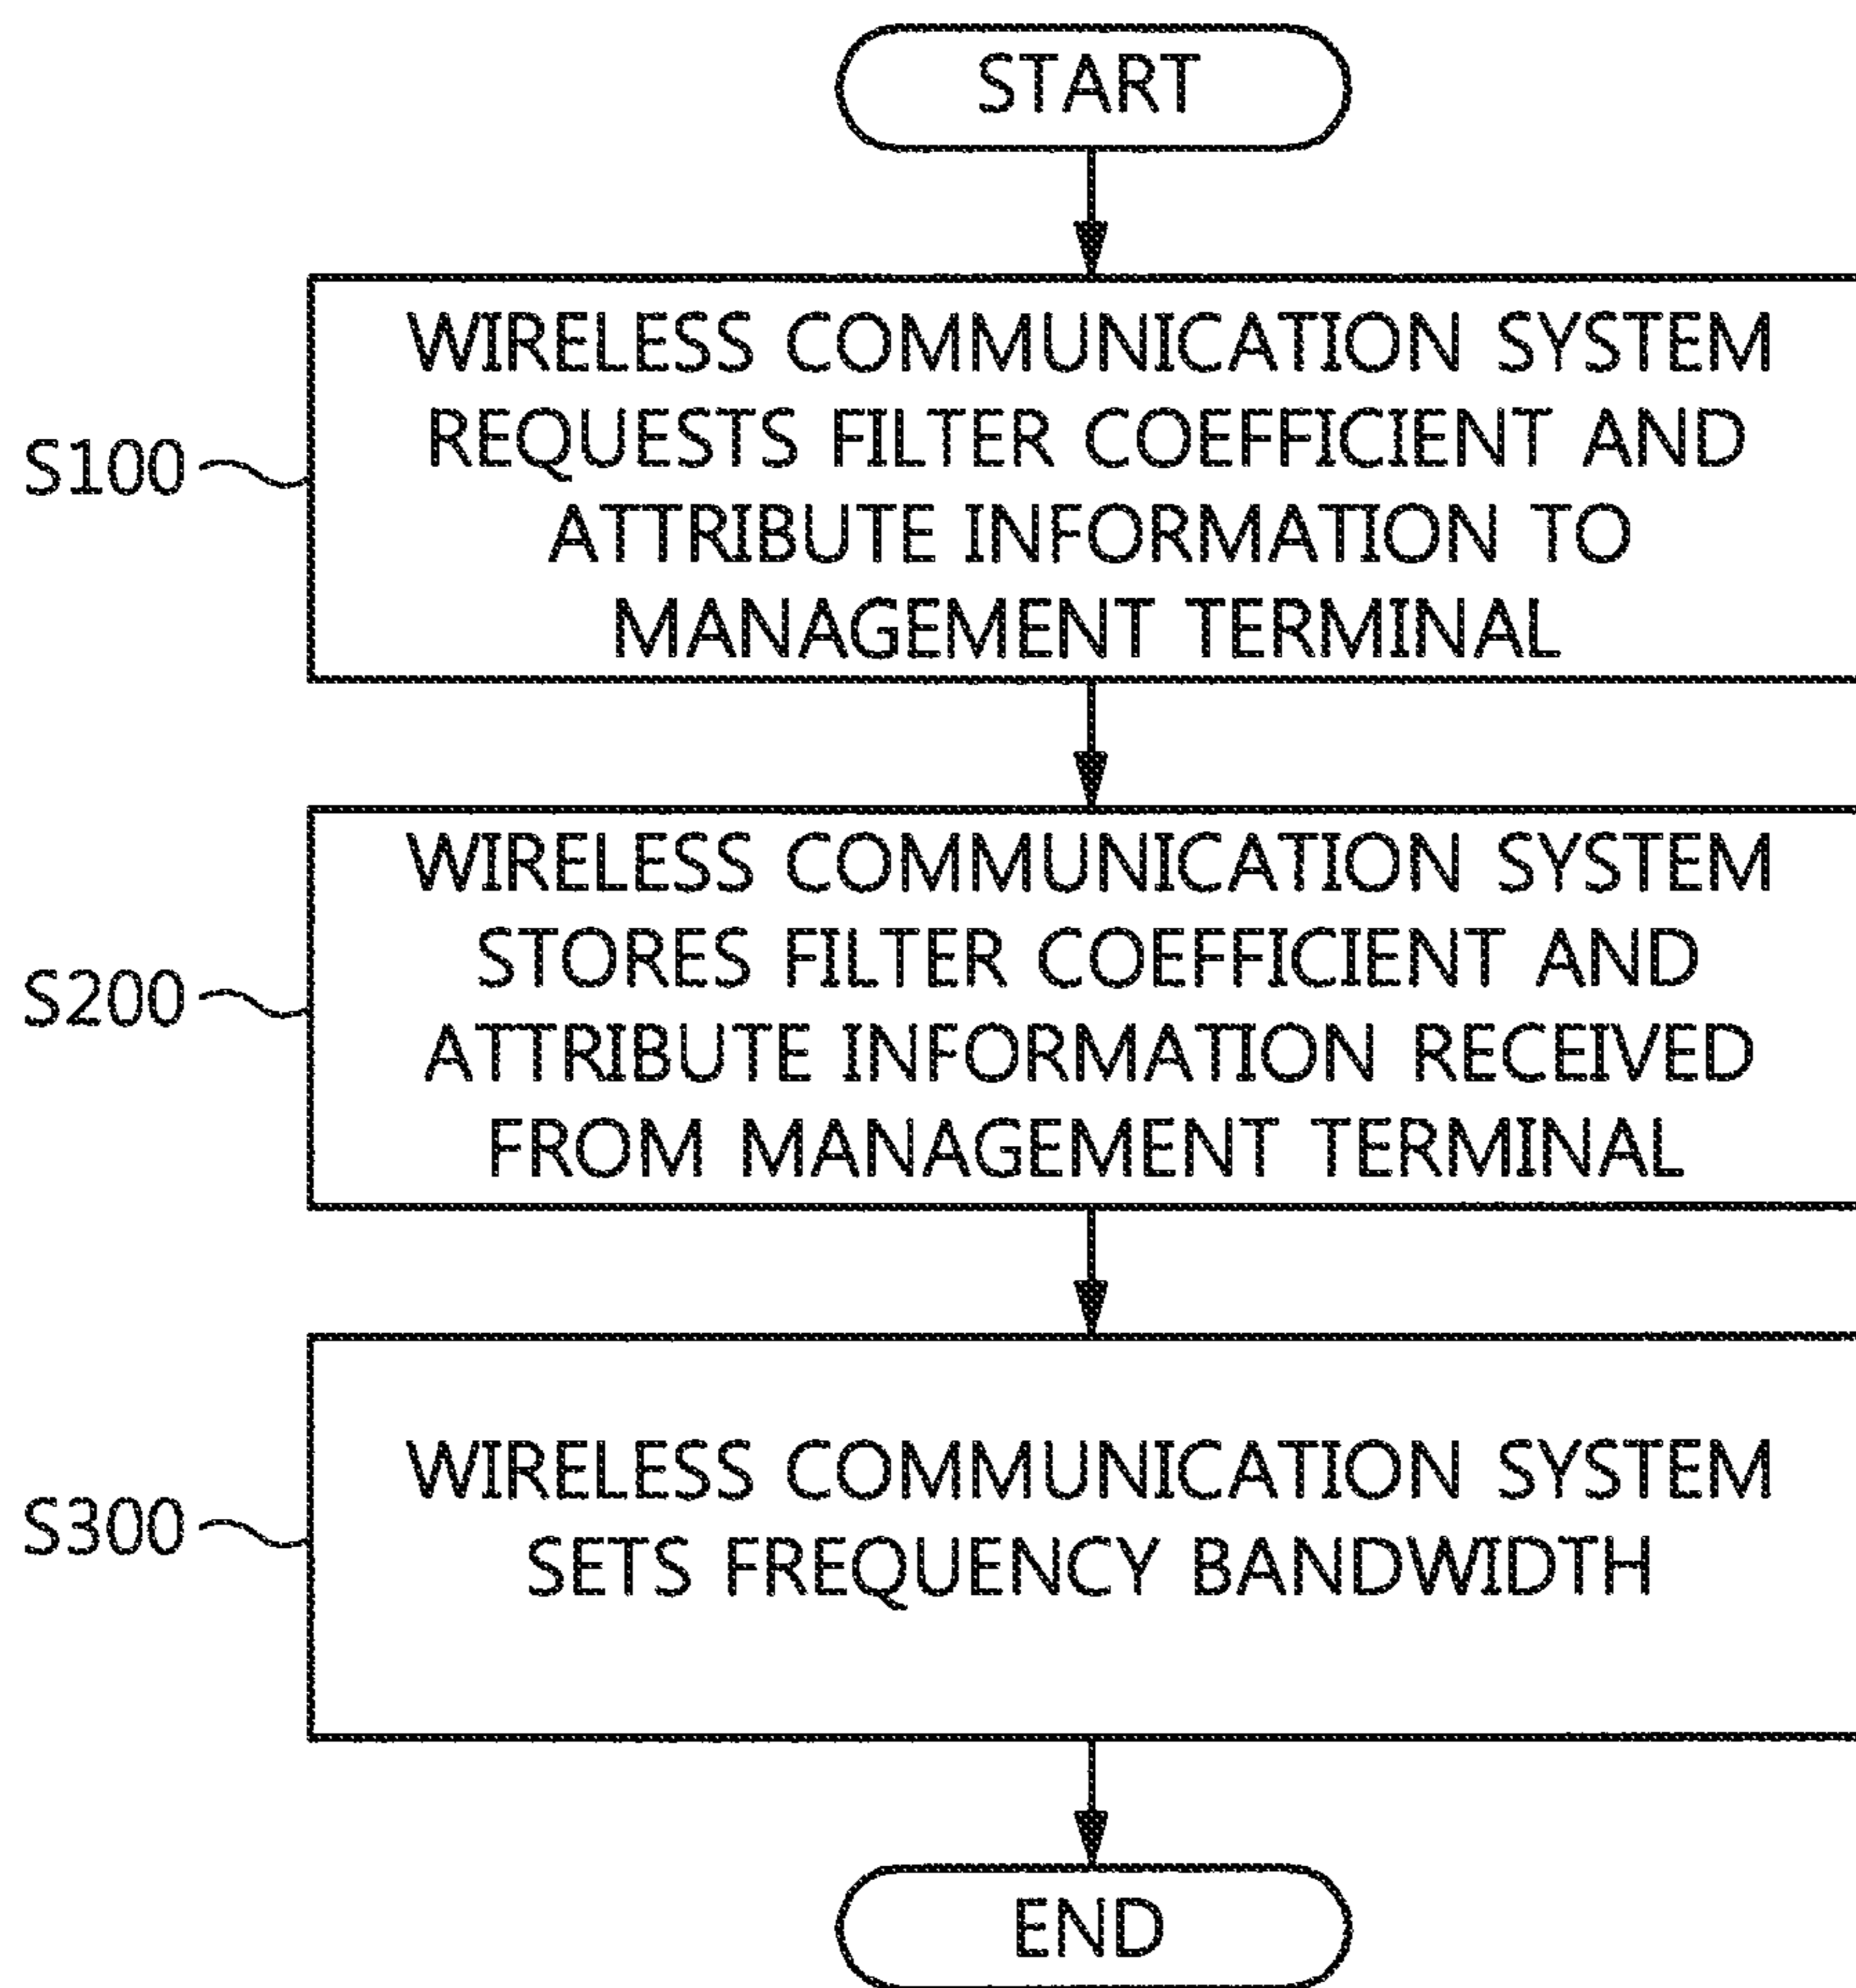 START
WIRELESS COMMUNICATION SYSTEM
REQUESTS FILTER COEFFICIENT AND
ATTRIBUTE INFORMATION TO
MANAGEMENT TERMINAL
S100
WIRELESS COMMUNICATION SYSTEM
STORES FILTER COEFFICIENT AND
ATTRIBUTE INFORMATION RECEIVED
FROM MANAGEMENT TERMINAL
S200
WIRELESS COMMUNICATION SYSTEM
SETS FREQUENCY BANDWIDTH
S300
END